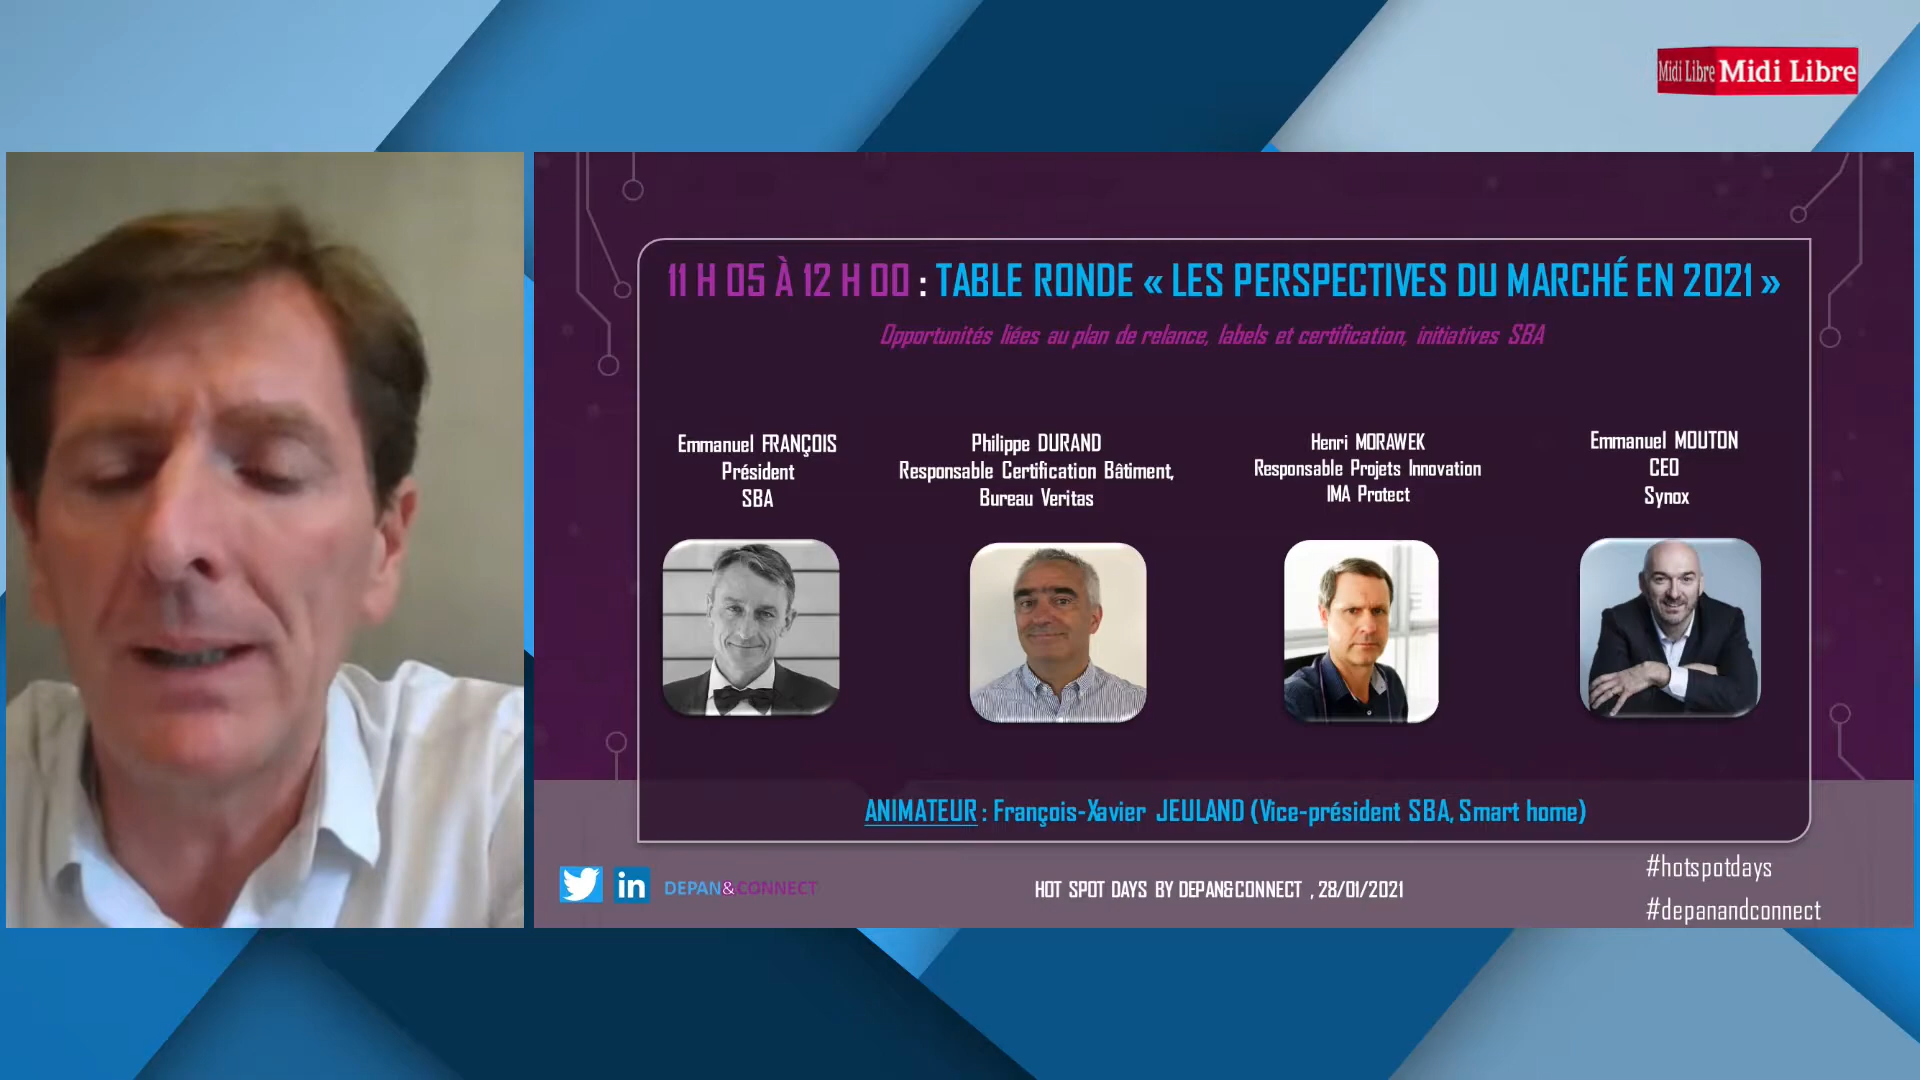 Midi Libre Midi Libre
11 H 05 À 12 H 00 : TABLE RONDE « LES PERSPECTIVES DU MARCHÉ EN 2021 »
Opportunités liées au plan de relance, labels et certification, initiatives SBA
Emmanuel FRANÇOIS
Président
SBA
Philippe DURAND
Responsable Certification Bâtiment,
Bureau Veritas
Henri MORAWEK
Responsable Projets Innovation
IMA Protect
Emmanuel MOUTON
CEO
Synox
ANIMATEUR : François-Xavier JEULAND (Vice-président SBA, Smart home)
in DEPAN&CONNECT
HOT SPOT DAYS BY DEPAN&CONNECT , 28/01/2021
#hotspotdays
#depanandconnect